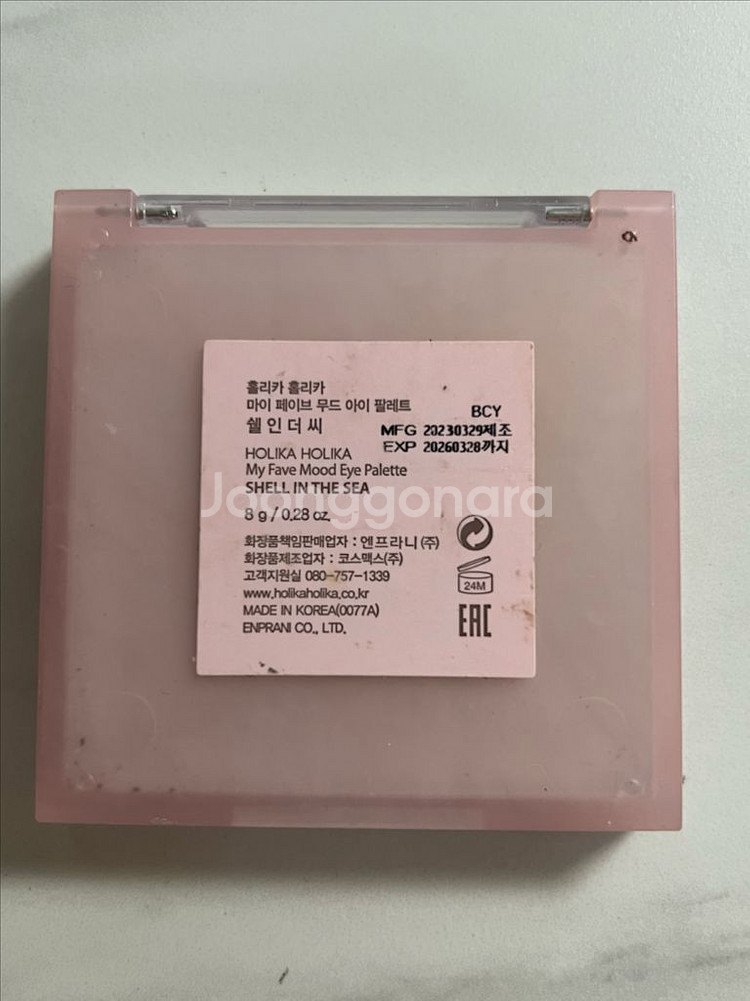 홀리카 홀리카
마이 페이브 무드 아이 팔레트
쉘 인 더 씨
BCY
MFG 20230329제조
EXP 20260328까지
HOLIKA HOLIKA
My Fave Mood Eye Palette
SHELL IN THE SEA
Joonggonara
8 g / 0.28 oz.
화장품책임판매업자 : 엔프라니 (주)
화장품제조업자 : 코스맥스(주)
고객지원실 080-757-1339
www.holikaholika.co.kr
MADE IN KOREA(0077A)
ENPRANI CO., LTD.
24M
EAC